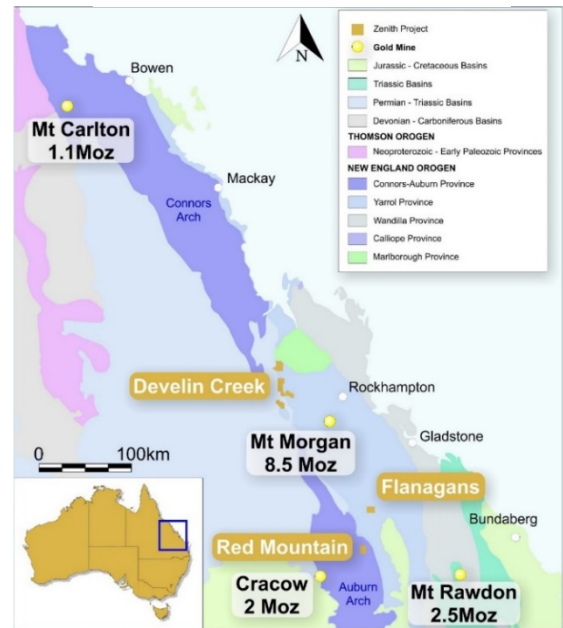 Zenith Project
Gold Mine
Jurassic - Cretaceous Basins
Triassic Basins
Permian - Triassic Basins
Devonian - Carboniferous Basins
THOMSON OROGEN
Neoproterozoic - Early Paleozoic Provinces
NEW ENGLAND OROGEN
Connors-Auburn Province
Yarrol Province
Wandilla Province
Calliope Province
Marlborough Province
N
Bowen
Mt Carlton
1.1Moz
Mackay
Connors
Arch
Develin Creek
Rockhampton
0 100km
Mt Morgan
8.5 Moz
Gladstone
Flanagans
Bundaberg
Red Mountain
Cracow
2 Moz
Auburn
Arch
Mt Rawdon
2.5Moz